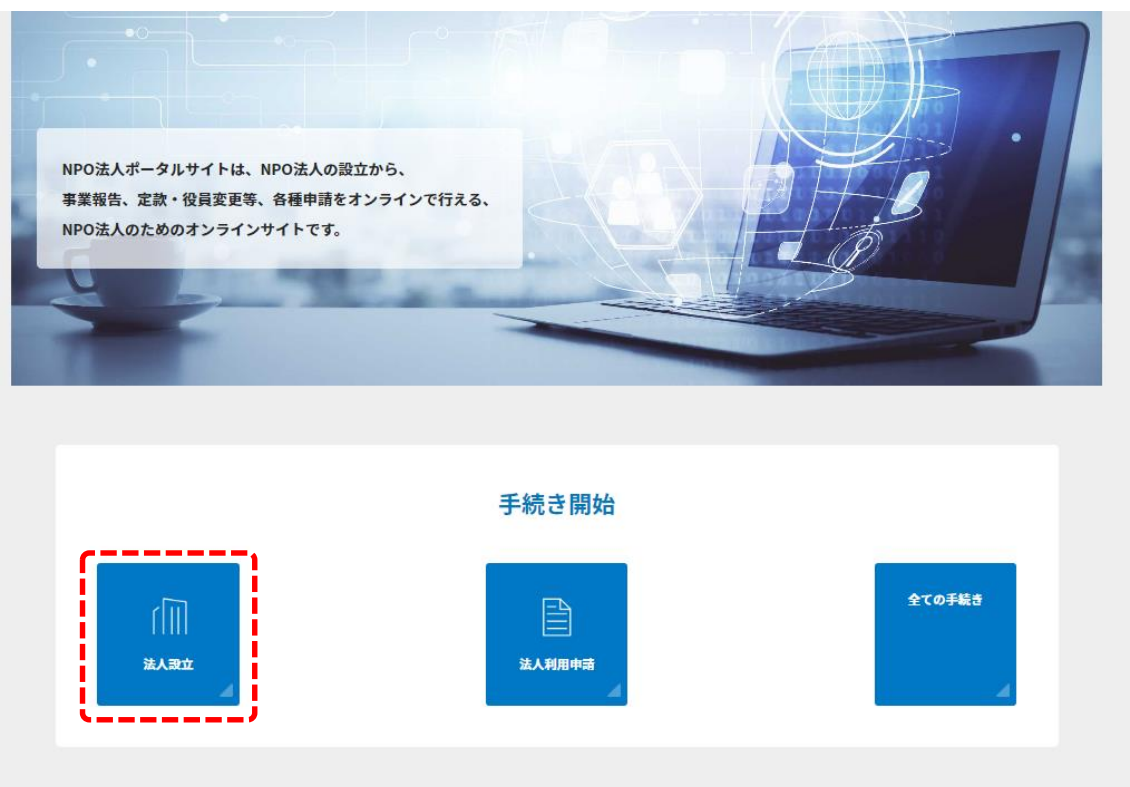 NPO法人ポータルサイトは、NPO法人の設立から、
事業報告、定款・役員変更等、各種申請をオンラインで行える、
NPO法人のためのオンラインサイトです。
手続き開始
法人設立
法人利用申請
全ての手続き